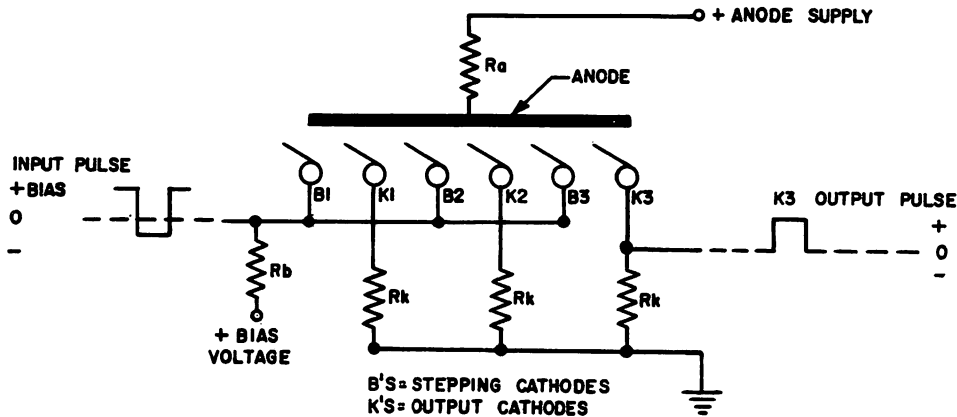 + ANODE SUPPLY
Ra
ANODE
INPUT PULSE
+BIAS
0
-
B1
K1
B2
K2
B3
K3
K3 OUTPUT PULSE
+
0
-
Rb
Rk
Rk
Rk
+ BIAS
VOLTAGE
B'S = STEPPING CATHODES
K'S = OUTPUT CATHODES